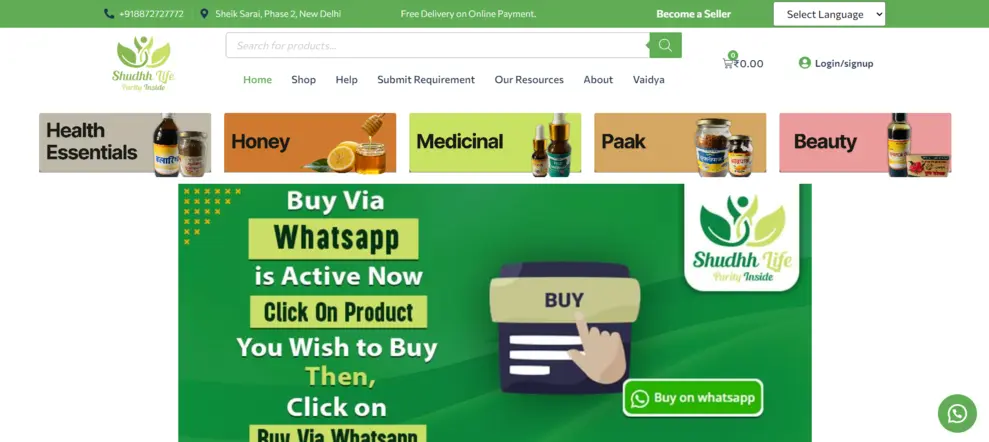 +918872727772
Sheik Sarai, Phase 2, New Delhi
Free Delivery on Online Payment.
Become a Seller
Select Language
Shudhh Life
Purity Inside
Search for products...
0
₹0.00
Login/signup
Home
Shop
Help
Submit Requirement
Our Resources
About
Vaidya
Health
Essentials
Honey
Medicinal
Paak
Beauty
Buy Via
Whatsapp
is Active Now
Click On Product
You Wish to Buy
Then,
Click on
Buy Via Whatsapp
BUY
Shudhh Life
Purity Inside
Buy on whatsapp